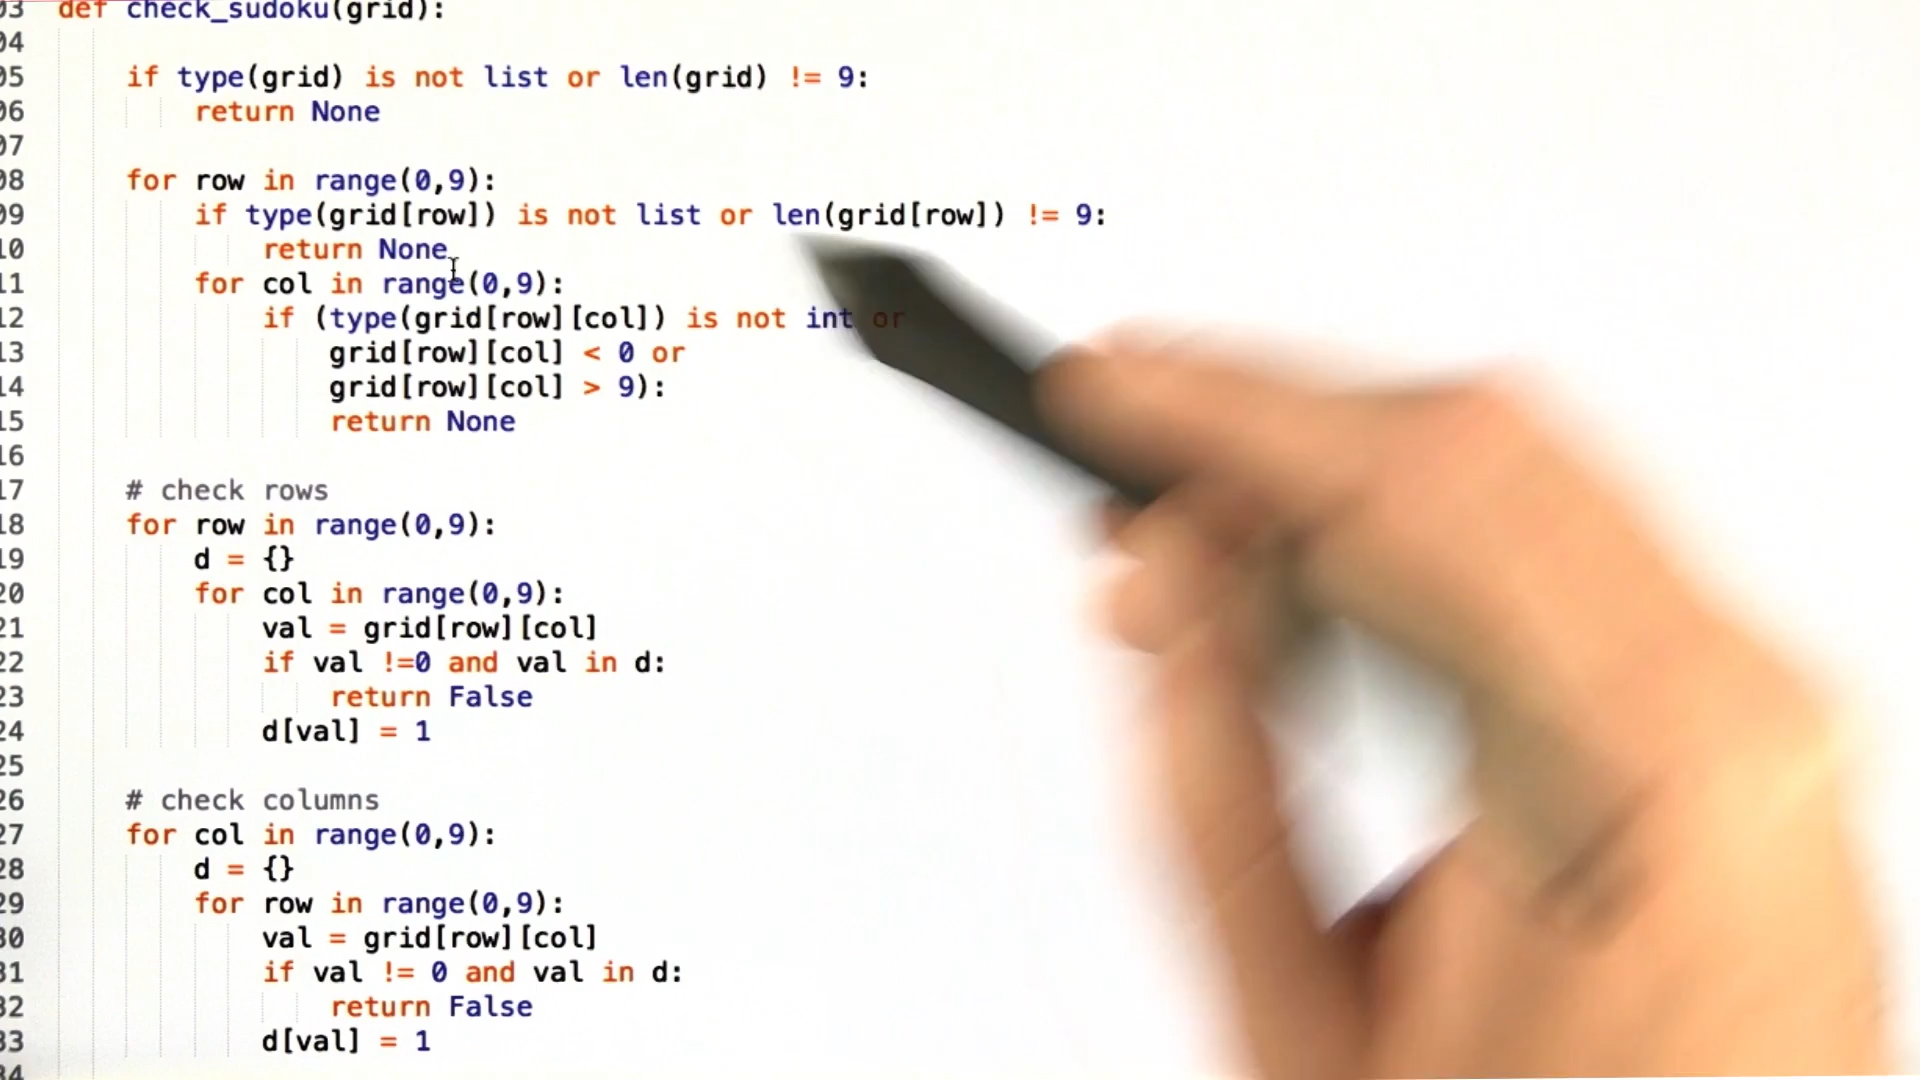 03 def check_sudoku(grid):
04
05 if type(grid) is not list or len(grid) != 9:
06 return None
07
08 for row in range(0,9):
09 if type(grid[row]) is not list or len(grid[row]) != 9:
10 return None
11 for col in range(0,9):
12 if (type(grid[row][col]) is not int or
13 grid[row][col] < 0 or
14 grid[row][col] > 9):
15 return None
16
17 # check rows
18 for row in range(0,9):
19 d = {}
20 for col in range(0,9):
21 val = grid[row][col]
22 if val !=0 and val in d:
23 return False
24 d[val] = 1
25
26 # check columns
27 for col in range(0,9):
28 d = {}
29 for row in range(0,9):
30 val = grid[row][col]
31 if val != 0 and val in d:
32 return False
33 d[val] = 1
34